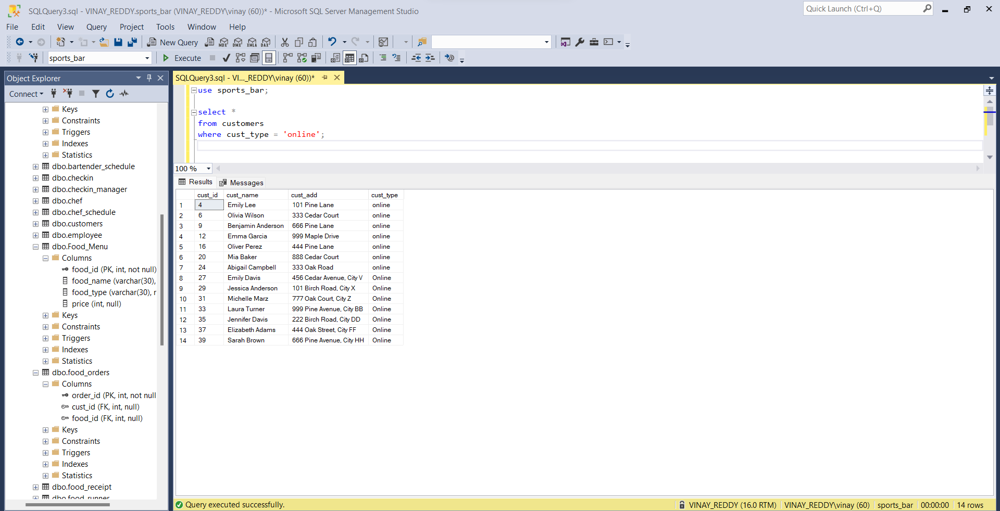 SQLQuery3.sql - VINAY_REDDY.sports_bar (VINAY_REDDY\vinay (60))* - Microsoft SQL Server Management Studio
Quick Launch (Ctrl+Q)
File Edit View Query Project Tools Window Help
New Query MDX DMX XMLA DAX
sports_bar Execute
Object Explorer
Connect
Keys
Constraints
Triggers
Indexes
Statistics
dbo.bartender_schedule
dbo.checkin
dbo.checkin_manager
dbo.chef
dbo.chef_schedule
dbo.customers
dbo.employee
dbo.Food_Menu
Columns
food_id (PK, int, not null)
food_name (varchar(30),
food_type (varchar(30), r
price (int, null)
Keys
Constraints
Triggers
Indexes
Statistics
dbo.food_orders
Columns
order_id (PK, int, not null
cust_id (FK, int, null)
food_id (FK, int, null)
Keys
Constraints
Triggers
Indexes
Statistics
dbo.food_receipt
dbo.food_runner
SQLQuery3.sql - VI..._REDDY\vinay (60))*
use sports_bar;
select *
from customers
where cust_type = 'online';
100 %
Results Messages
cust_id cust_name cust_add cust_type
1 4 Emily Lee 101 Pine Lane online
2 6 Olivia Wilson 333 Cedar Court online
3 9 Benjamin Anderson 666 Pine Lane online
4 12 Emma Garcia 999 Maple Drive online
5 16 Oliver Perez 444 Pine Lane online
6 20 Mia Baker 888 Cedar Court online
7 24 Abigail Campbell 333 Oak Road online
8 27 Emily Davis 456 Cedar Avenue, City V Online
9 29 Jessica Anderson 101 Birch Road, City X Online
10 31 Michelle Marz 777 Oak Court, City Z Online
11 33 Laura Turner 999 Pine Avenue, City BB Online
12 35 Jennifer Davis 222 Birch Road, City DD Online
13 37 Elizabeth Adams 444 Oak Street, City FF Online
14 39 Sarah Brown 666 Pine Avenue, City HH Online
Query executed successfully. VINAY_REDDY (16.0 RTM) VINAY_REDDY\vinay (60) sports_bar 00:00:00 14 rows